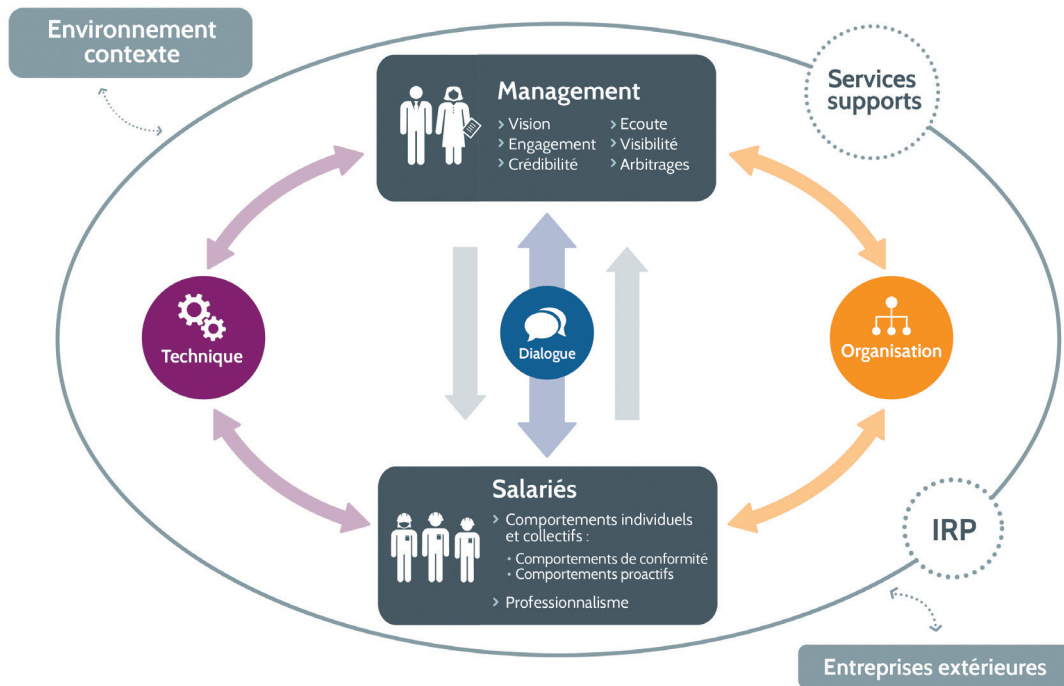 Environnement
contexte
Services
supports
Management
› Vision
› Engagement
› Crédibilité
› Ecoute
› Visibilité
› Arbitrages
Technique
Dialogue
Organisation
Salariés
› Comportements individuels
et collectifs :
• Comportements de conformité
• Comportements proactifs
› Professionnalisme
IRP
Entreprises extérieures